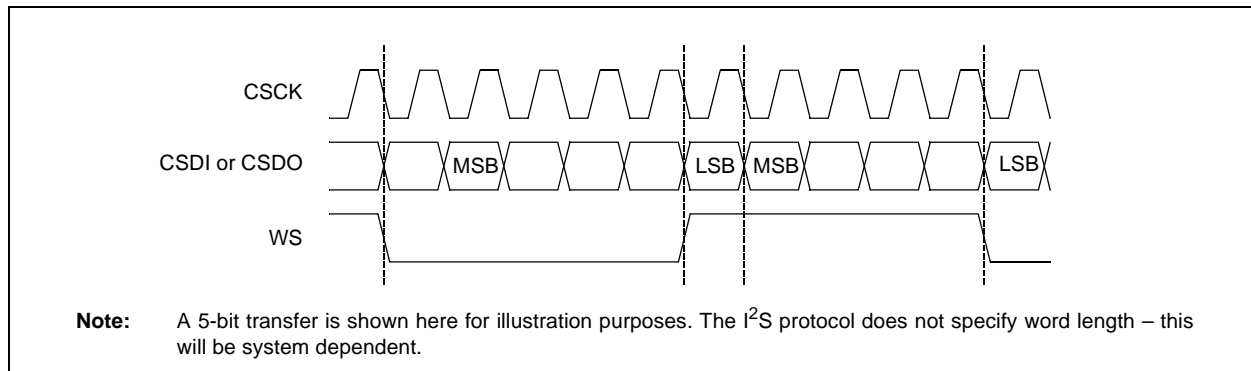 CSCK
CSDI or CSDO
MSB
LSB
MSB
LSB
WS
Note: A 5-bit transfer is shown here for illustration purposes. The I²S protocol does not specify word length – this
will be system dependent.